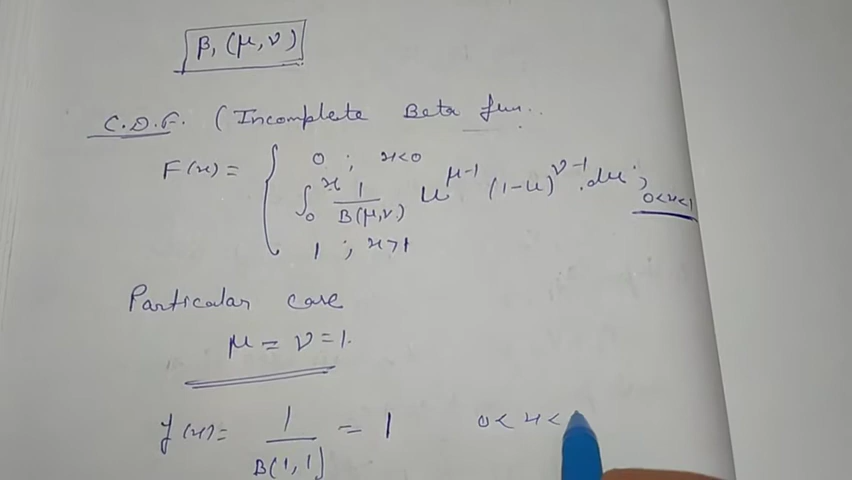 β₁ (μ, ν)
C.D.F. (Incomplete Beta fun..
F(x) = { 0 ; x<0
∫₀ˣ 1/B(μ,ν) u^(μ-1) (1-u)^(ν-1) .du ; 0<x<1
1 ; x>1
Particular case
μ = ν = 1.
f(x) = 1/B(1,1) = 1 0 < x <